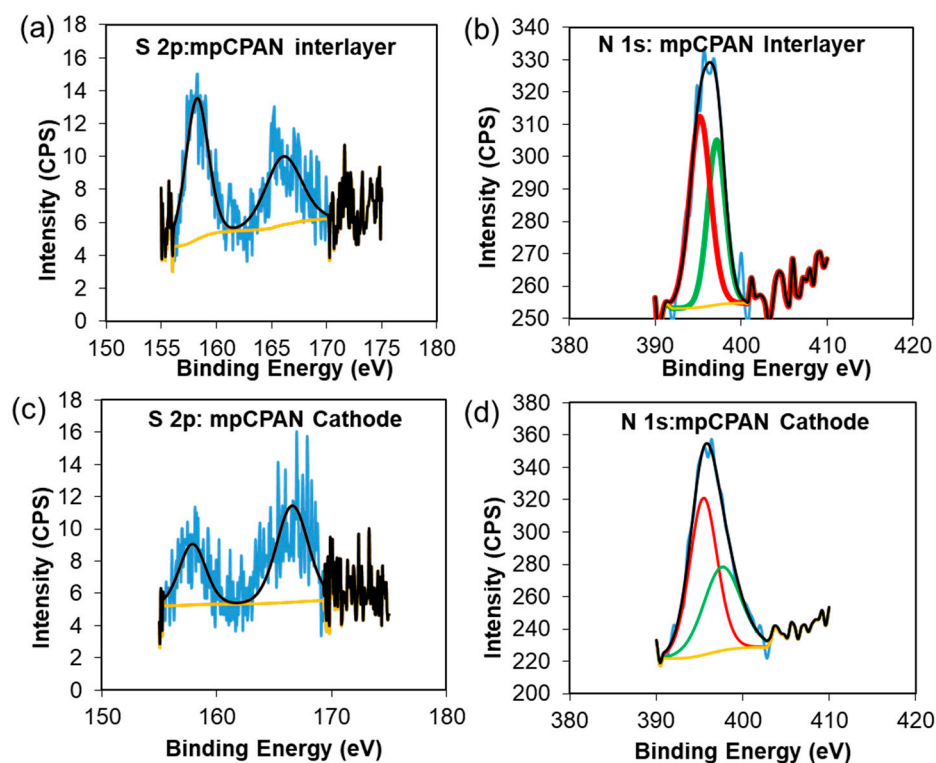 (a)
S 2p:mpCPAN interlayer
Intensity (CPS)
18
16
14
12
10
8
6
4
2
0
150 155 160 165 170 175 180
Binding Energy (eV)
(b)
N 1s: mpCPAN Interlayer
Intensity (CPS)
340
330
320
310
300
290
280
270
260
250
380 390 400 410 420
Binding Energy eV)
(c)
S 2p: mpCPAN Cathode
Intensity (CPS)
18
16
14
12
10
8
6
4
2
0
150 160 170 180
Binding Energy (eV)
(d)
N 1s:mpCPAN Cathode
Intensity (CPS)
380
360
340
320
300
280
260
240
220
200
380 390 400 410 420
Binding Energy (eV)